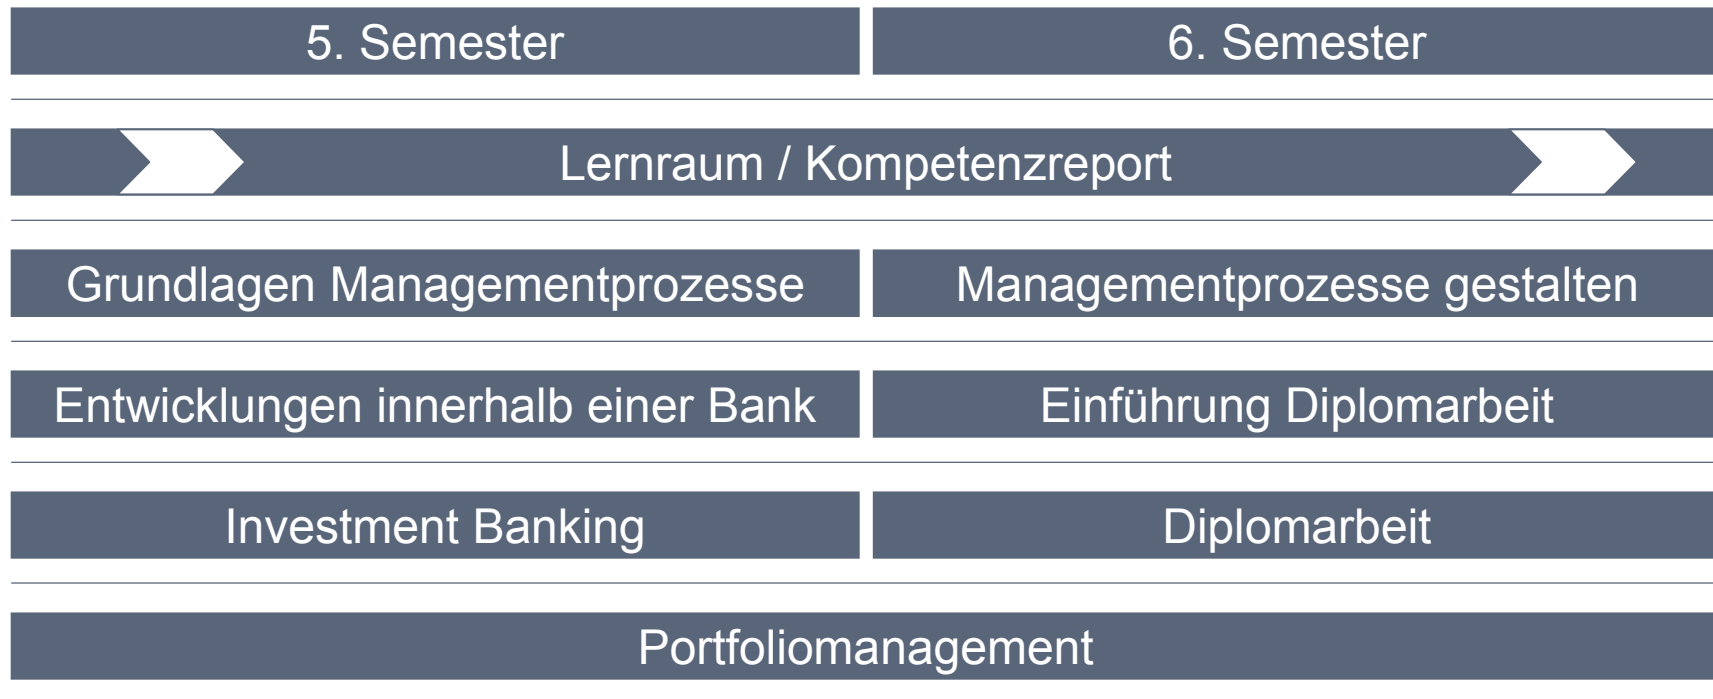 5. Semester
6. Semester
Lernraum / Kompetenzreport
Grundlagen Managementprozesse
Managementprozesse gestalten
Entwicklungen innerhalb einer Bank
Einführung Diplomarbeit
Investment Banking
Diplomarbeit
Portfoliomanagement